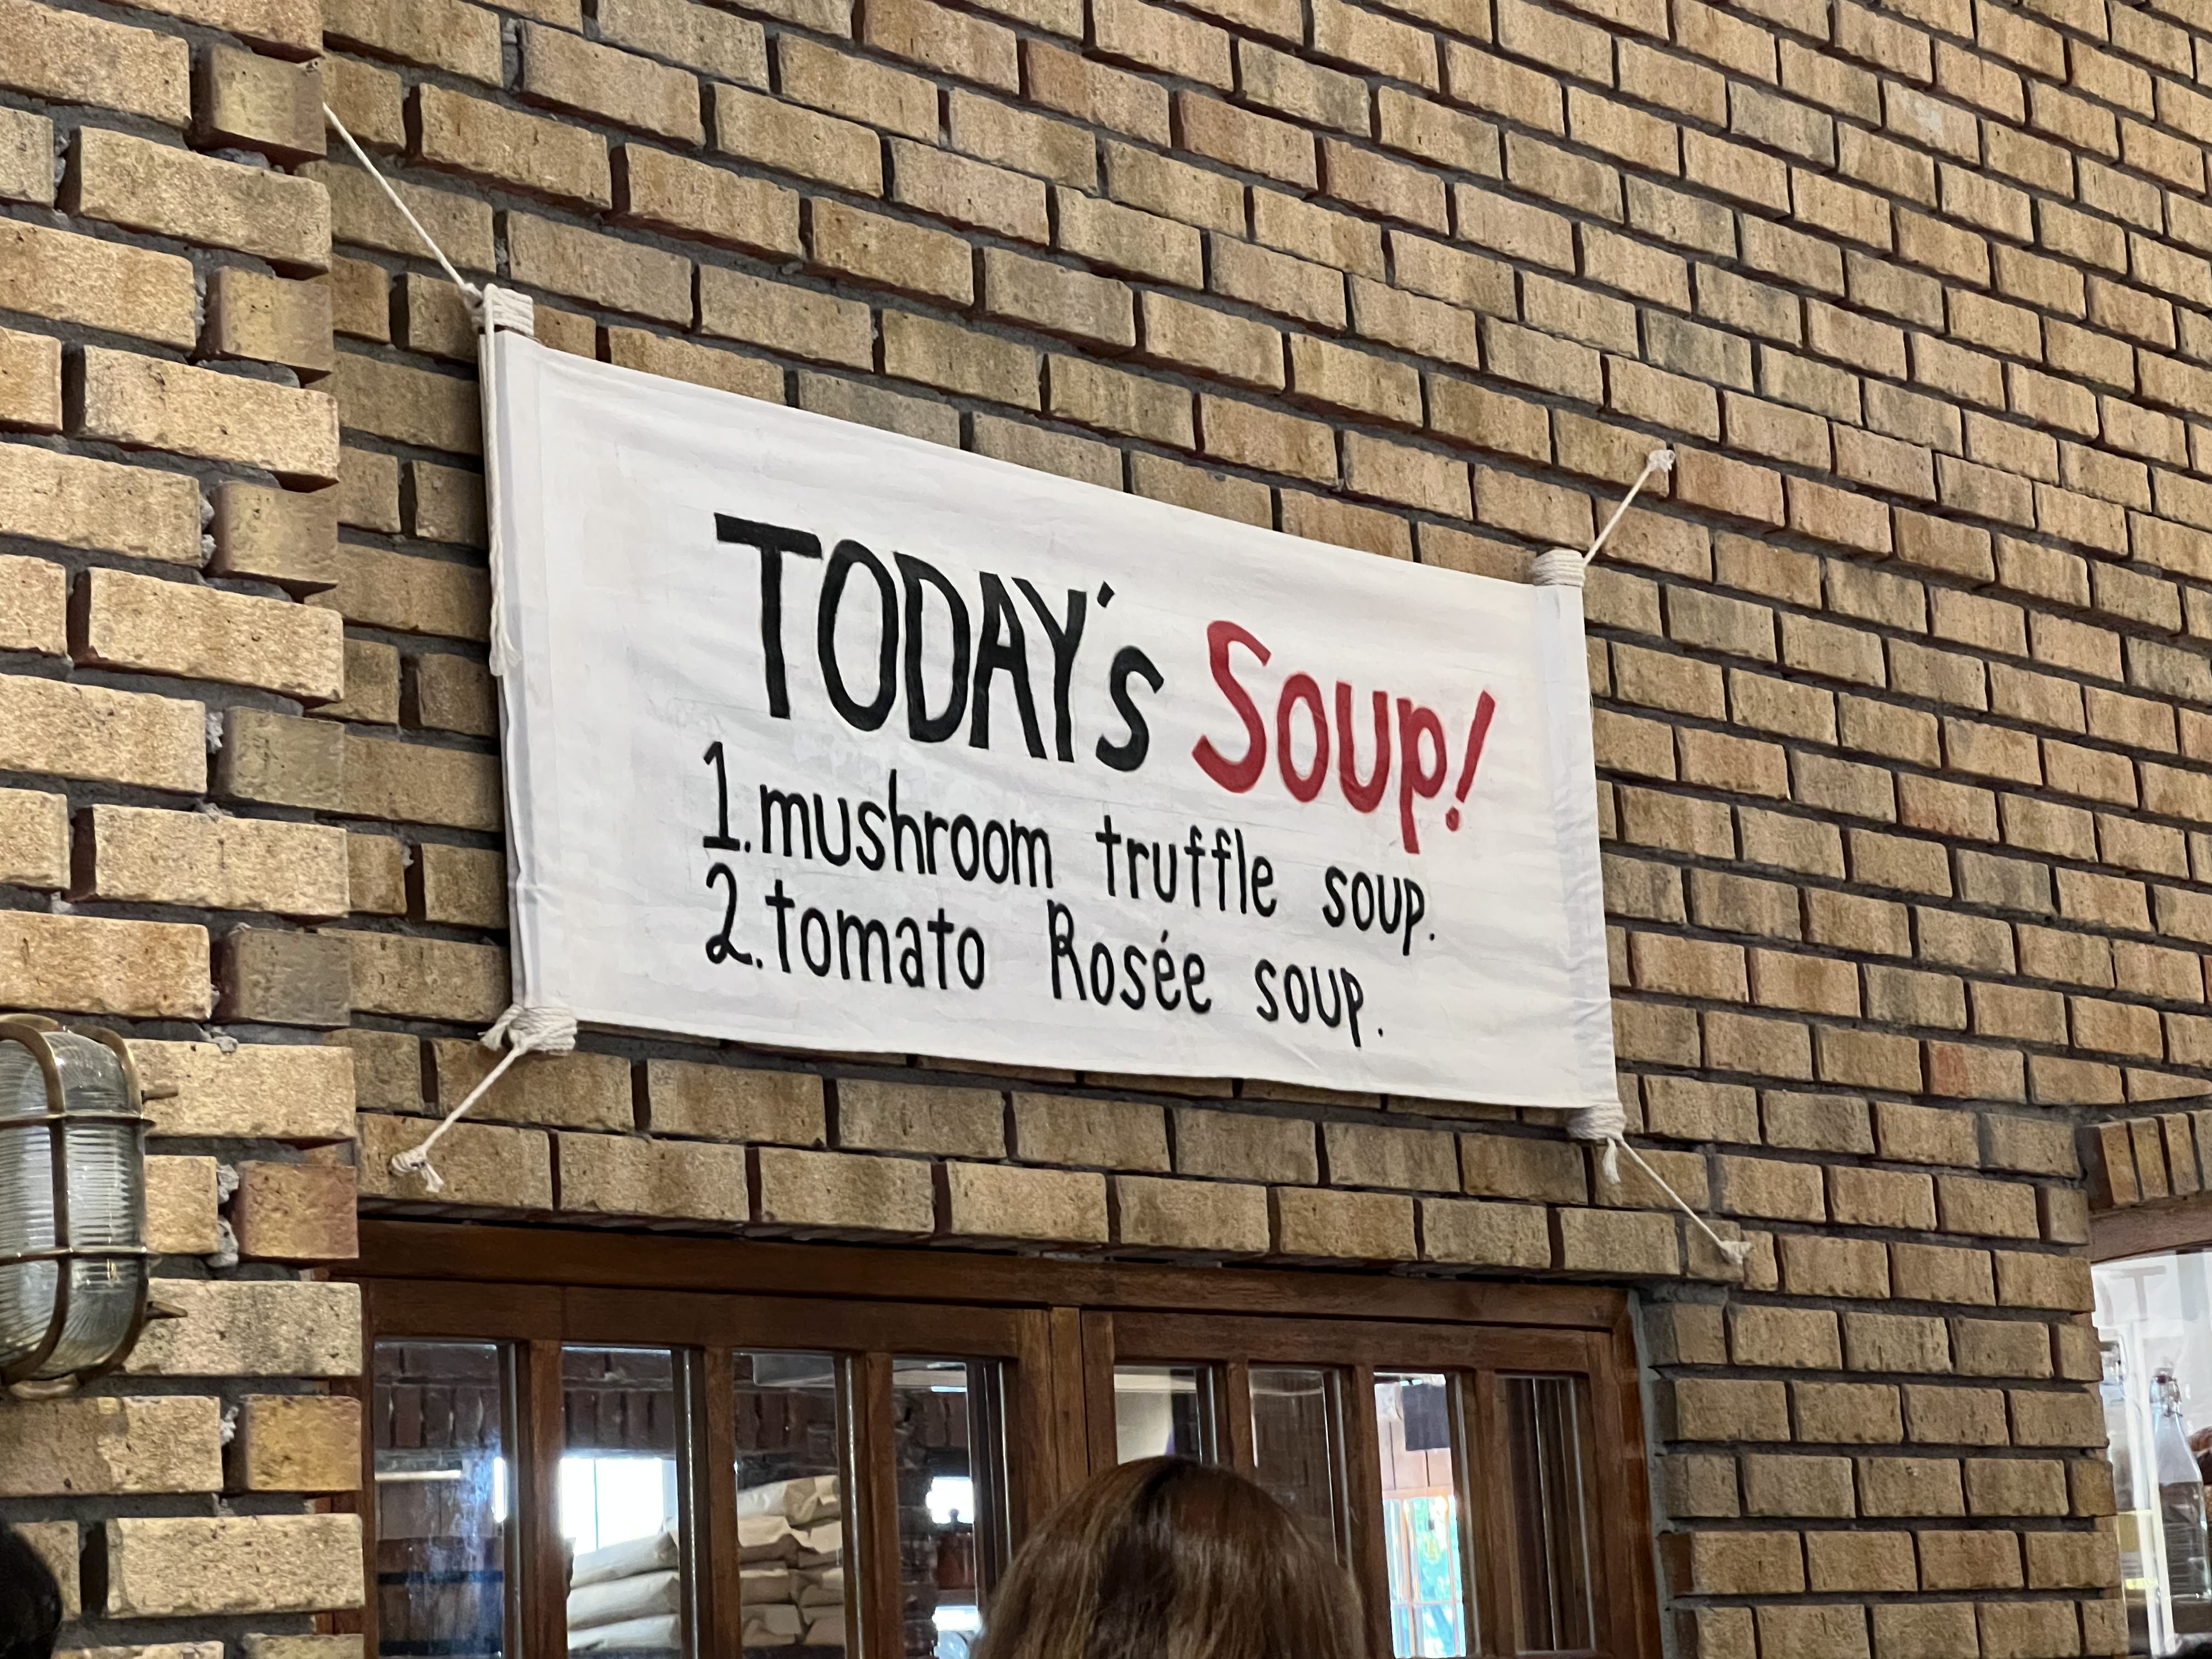 TODAY's Soup!
1. mushroom truffle soup.
2. tomato Rosée soup.